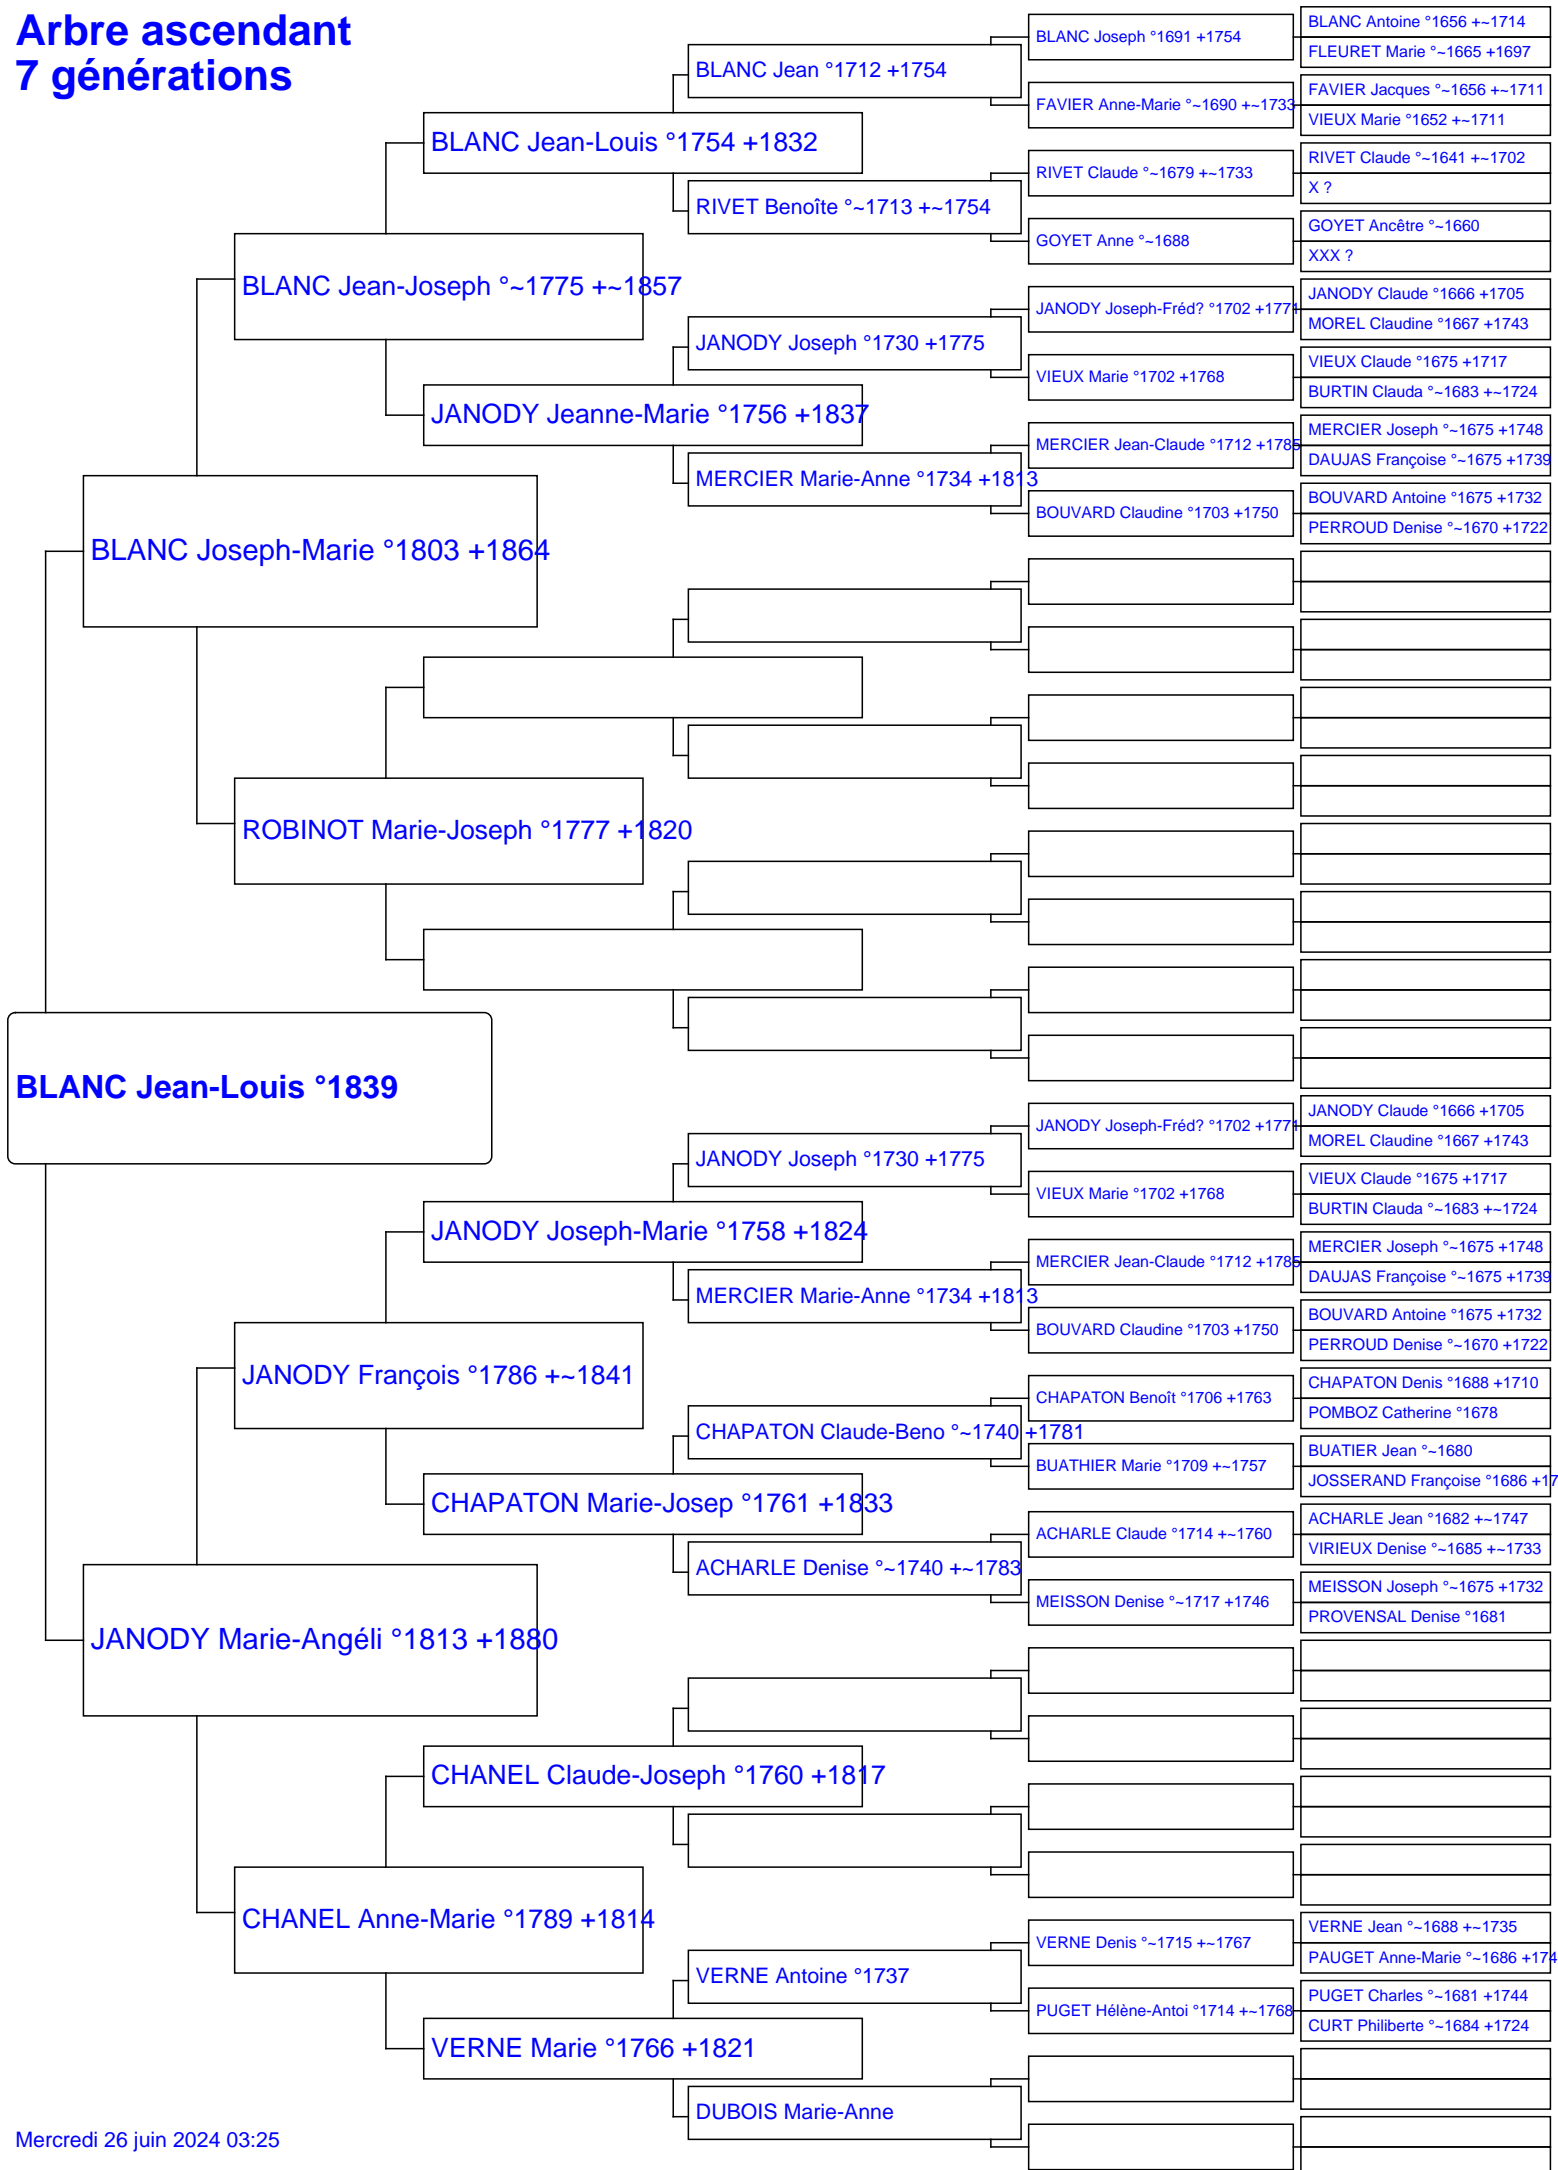 Arbre ascendant
7 générations
BLANC Jean-Louis °1839
BLANC Joseph-Marie °1803 +1864
JANODY Marie-Angéli °1813 +1880
BLANC Jean-Joseph °~1775 +~1857
ROBINOT Marie-Joseph °1777 +1820
JANODY François °1786 +~1841
CHANEL Anne-Marie °1789 +1814
BLANC Jean-Louis °1754 +1832
JANODY Jeanne-Marie °1756 +1837
JANODY Joseph-Marie °1758 +1824
CHAPATON Marie-Josep °1761 +1833
CHANEL Claude-Joseph °1760 +1817
VERNE Marie °1766 +1821
BLANC Jean °1712 +1754
RIVET Benoîte °~1713 +~1754
JANODY Joseph °1730 +1775
MERCIER Marie-Anne °1734 +1813
JANODY Joseph °1730 +1775
MERCIER Marie-Anne °1734 +1813
CHAPATON Claude-Beno °~1740 +1781
ACHARLE Denise °~1740 +~1783
VERNE Antoine °1737
DUBOIS Marie-Anne
BLANC Joseph °1691 +1754
FAVIER Anne-Marie °~1690 +~1733
RIVET Claude °~1679 +~1733
GOYET Anne °~1688
JANODY Joseph-Fréd? °1702 +1771
VIEUX Marie °1702 +1768
MERCIER Jean-Claude °1712 +1785
BOUVARD Claudine °1703 +1750
JANODY Joseph-Fréd? °1702 +1771
VIEUX Marie °1702 +1768
MERCIER Jean-Claude °1712 +1785
BOUVARD Claudine °1703 +1750
CHAPATON Benoît °1706 +1763
BUATHIER Marie °1709 +~1757
ACHARLE Claude °1714 +~1760
MEISSON Denise °~1717 +1746
VERNE Denis °~1715 +~1767
PUGET Hélène-Antoi °1714 +~1768
BLANC Antoine °1656 +~1714
FLEURET Marie °~1665 +1697
FAVIER Jacques °~1656 +~1711
VIEUX Marie °1652 +~1711
RIVET Claude °~1641 +~1702
X ?
GOYET Ancêtre °~1660
XXX ?
JANODY Claude °1666 +1705
MOREL Claudine °1667 +1743
VIEUX Claude °1675 +1717
BURTIN Clauda °~1683 +~1724
MERCIER Joseph °~1675 +1748
DAUJAS Françoise °~1675 +1739
BOUVARD Antoine °1675 +1732
PERROUD Denise °~1670 +1722
JANODY Claude °1666 +1705
MOREL Claudine °1667 +1743
VIEUX Claude °1675 +1717
BURTIN Clauda °~1683 +~1724
MERCIER Joseph °~1675 +1748
DAUJAS Françoise °~1675 +1739
BOUVARD Antoine °1675 +1732
PERROUD Denise °~1670 +1722
CHAPATON Denis °1688 +1710
POMBOZ Catherine °1678
BUATIER Jean °~1680
JOSSERAND Françoise °1686 +17
ACHARLE Jean °1682 +~1747
VIRIEUX Denise °~1685 +~1733
MEISSON Joseph °~1675 +1732
PROVENSAL Denise °1681
VERNE Jean °~1688 +~1735
PAUGET Anne-Marie °~1686 +174
PUGET Charles °~1681 +1744
CURT Philiberte °~1684 +1724
Mercredi 26 juin 2024 03:25